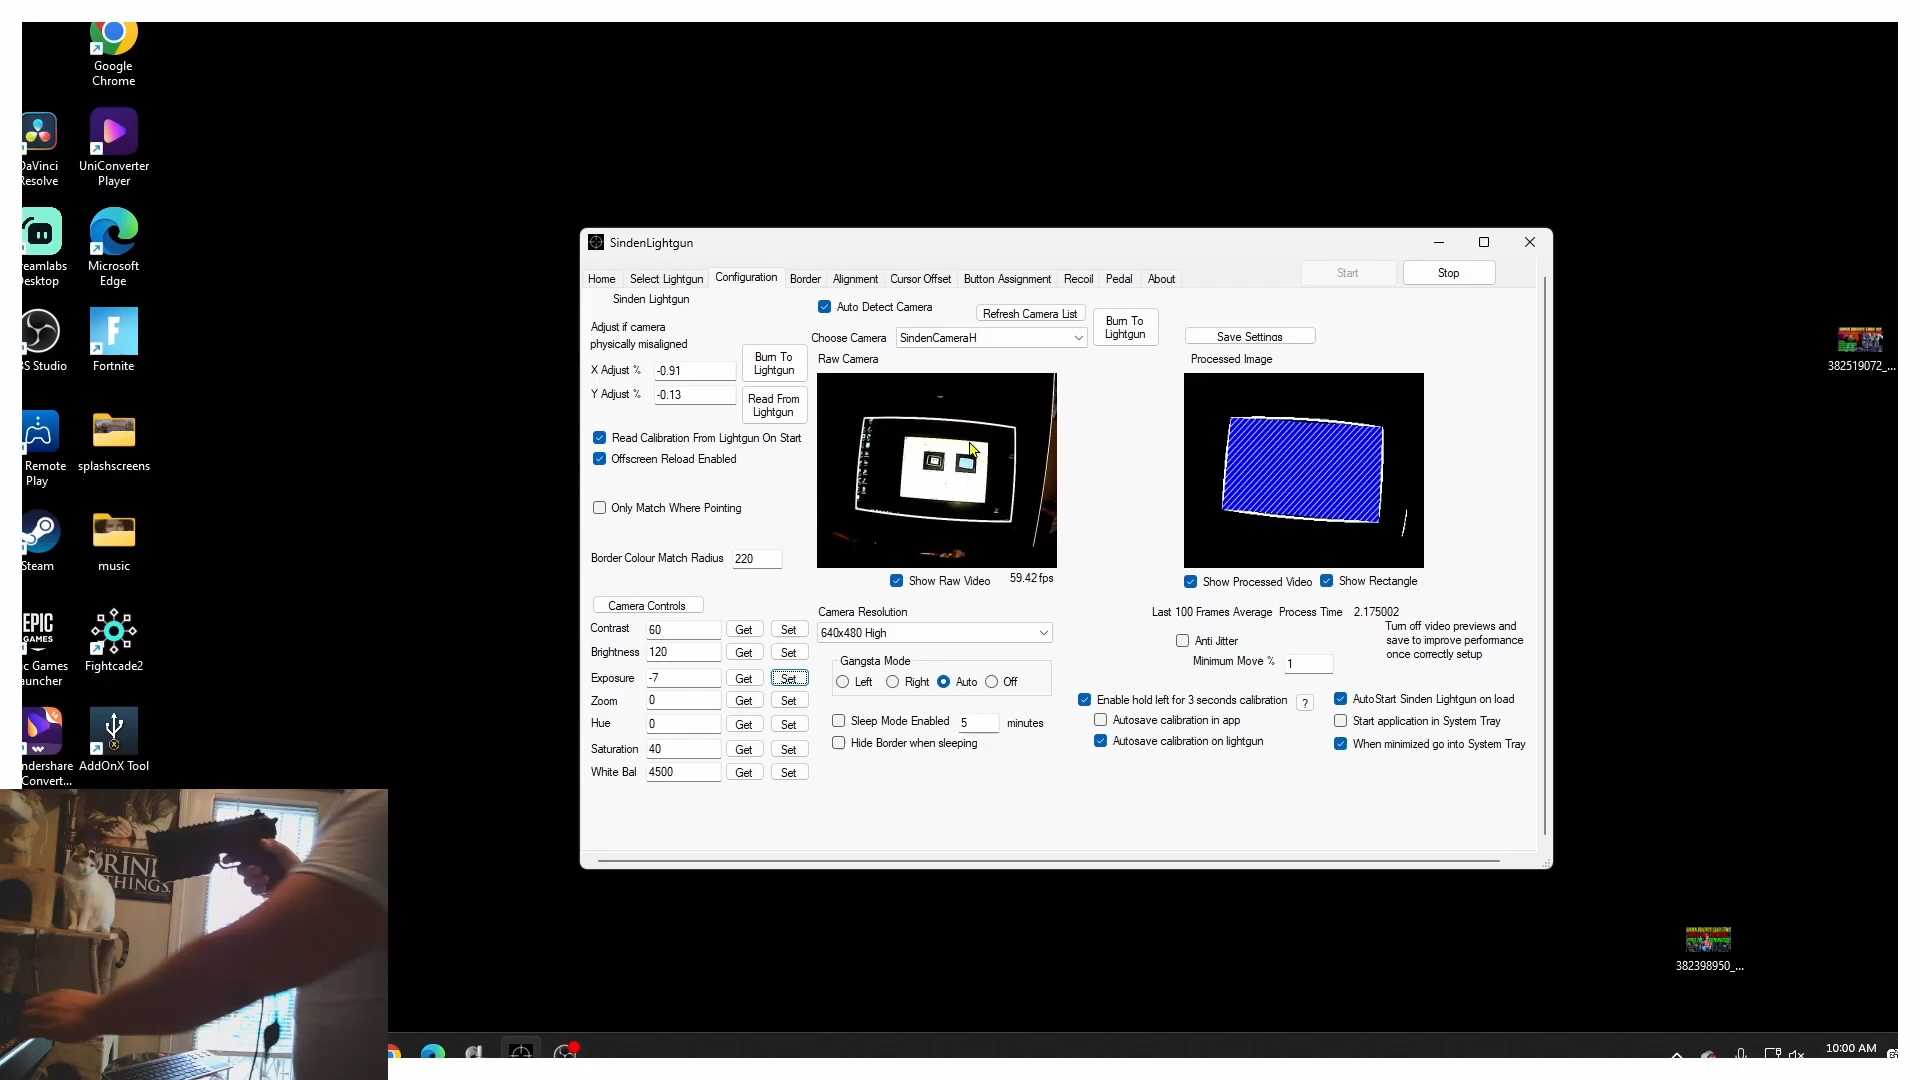 Google
Chrome
DaVinci
Resolve
UniConverter
Player
Microsoft
Edge
Fortnite
Remote
Play
splashscreens
Steam
music
Fightcade2
AddOnX Tool
Convert...
SindenLightgun
Home
Select Lightgun
Configuration
Border
Alignment
Cursor Offset
Button Assignment
Recoil
Pedal
About
Start
Stop
Sinden Lightgun
Adjust if camera
physically misaligned
X Adjust %
-0.91
Y Adjust %
-0.13
Burn To
Lightgun
Read From
Lightgun
Read Calibration From Lightgun On Start
Offscreen Reload Enabled
Only Match Where Pointing
Border Colour Match Radius
220
Auto Detect Camera
Refresh Camera List
Choose Camera
SindenCameraH
Burn To
Lightgun
Raw Camera
Save Settings
Processed Image
Show Raw Video
59.42 fps
Show Processed Video
Show Rectangle
Camera Controls
Contrast 60 Get Set
Brightness 120 Get Set
Exposure -7 Get Set
Zoom 0 Get Set
Hue 0 Get Set
Saturation 40 Get Set
White Bal 4500 Get Set
Camera Resolution
640x480 High
Gangsta Mode
Left Right Auto Off
Sleep Mode Enabled 5 minutes
Hide Border when sleeping
Last 100 Frames Average Process Time 2.175002
Anti Jitter
Minimum Move % 1
Turn off video previews and
save to improve performance
once correctly setup
Enable hold left for 3 seconds calibration ?
Autosave calibration in app
Autosave calibration on lightgun
AutoStart Sinden Lightgun on load
Start application in System Tray
When minimized go into System Tray
382519072_...
382398950_...
10:00 AM